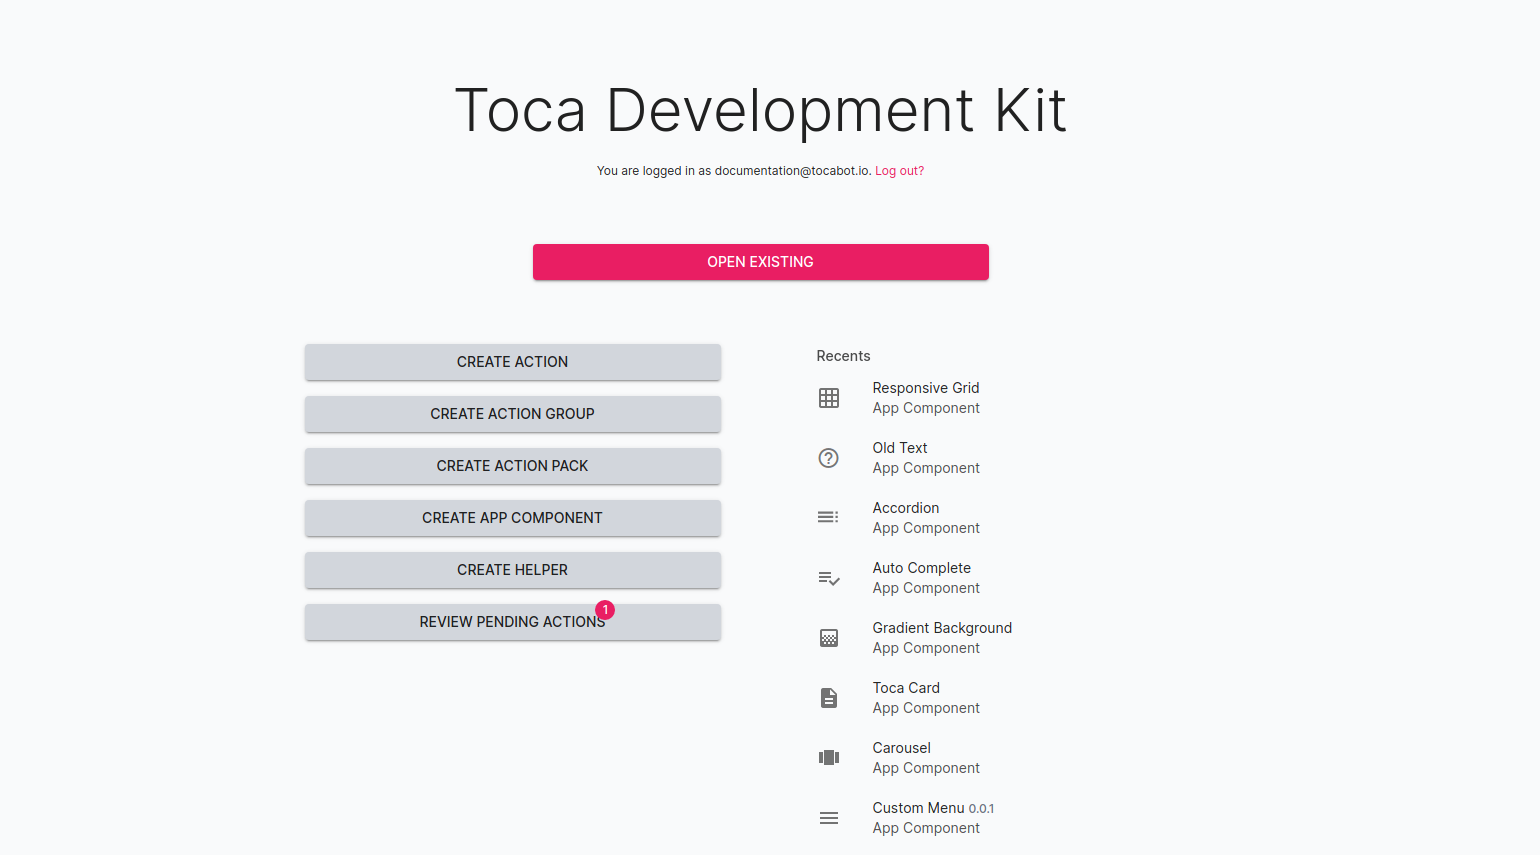 Toca Development Kit
You are logged in as documentation@tocabot.io. Log out?
OPEN EXISTING
CREATE ACTION
CREATE ACTION GROUP
CREATE ACTION PACK
CREATE APP COMPONENT
CREATE HELPER
REVIEW PENDING ACTIONS 1
Recents
Responsive Grid
App Component
Old Text
App Component
Accordion
App Component
Auto Complete
App Component
Gradient Background
App Component
Toca Card
App Component
Carousel
App Component
Custom Menu 0.0.1
App Component